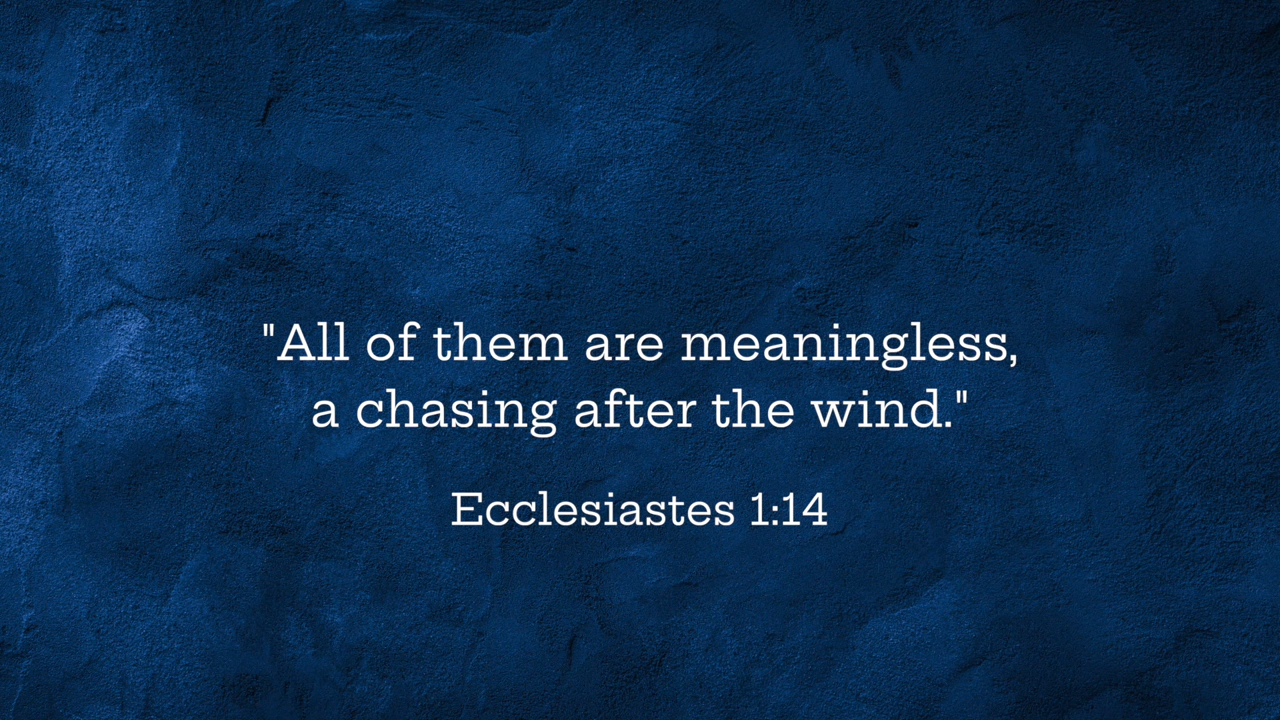 "All of them are meaningless,
a chasing after the wind."
Ecclesiastes 1:14